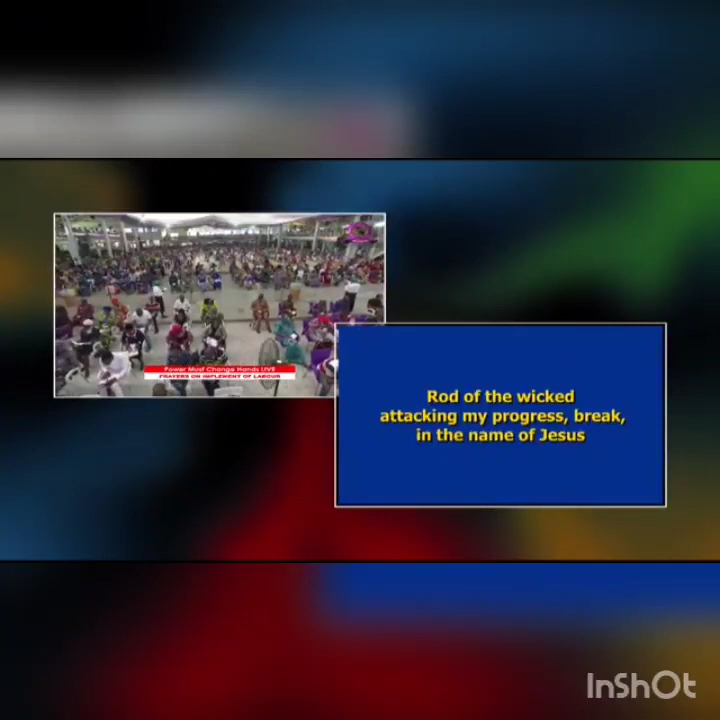 Power Must Change Hands LIVE
PRAYERS ON IMPLEMENT OF LABOUR
Rod of the wicked
attacking my progress, break,
in the name of Jesus
InShOt